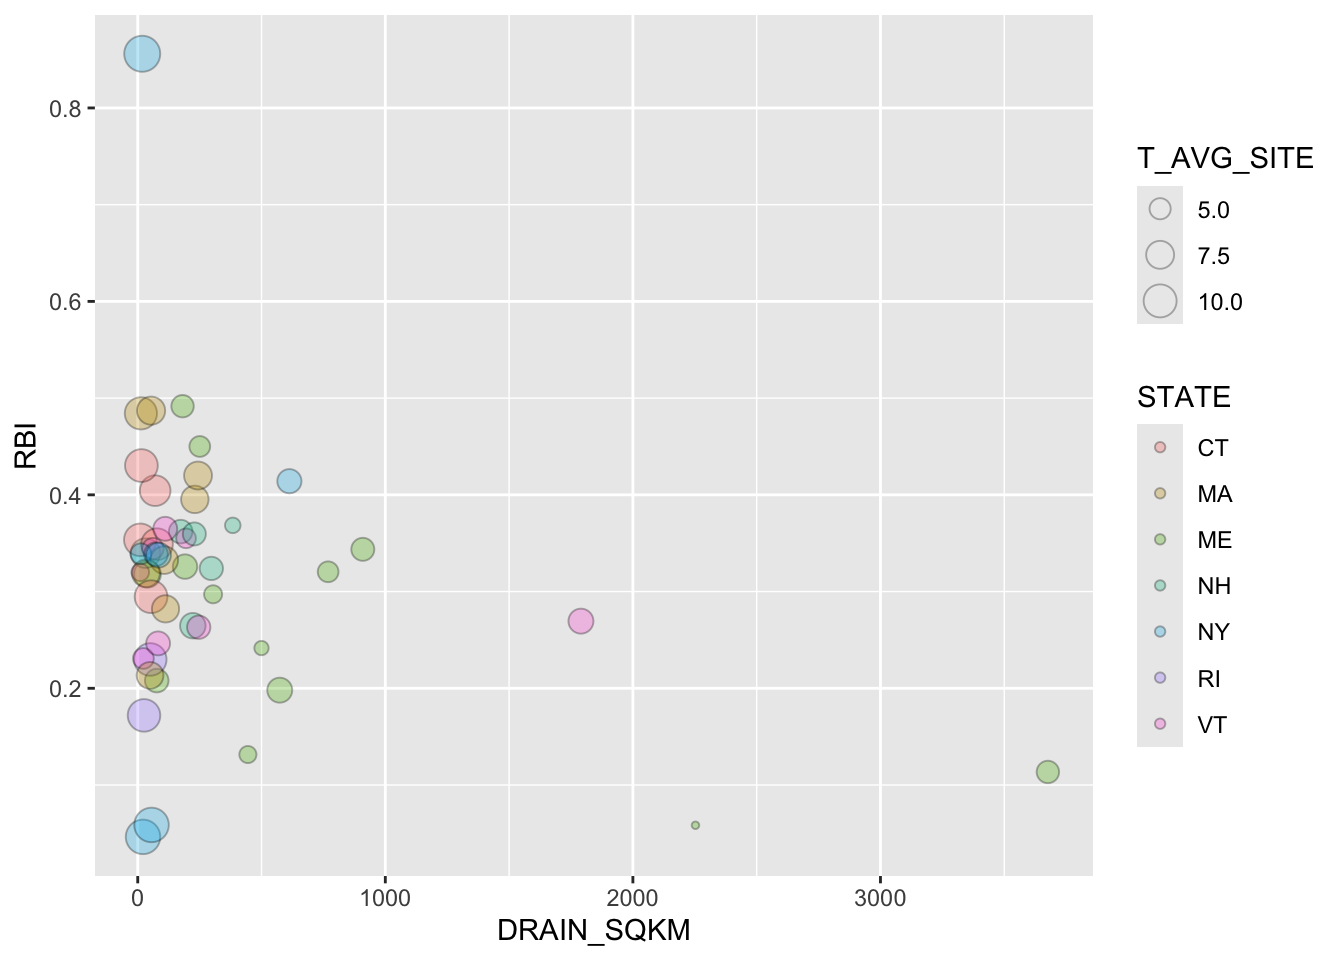 0.8
0.6
0.4
0.2
RBI
0
1000
2000
3000
DRAIN_SQKM
T_AVG_SITE
5.0
7.5
10.0
STATE
CT
MA
ME
NH
NY
RI
VT